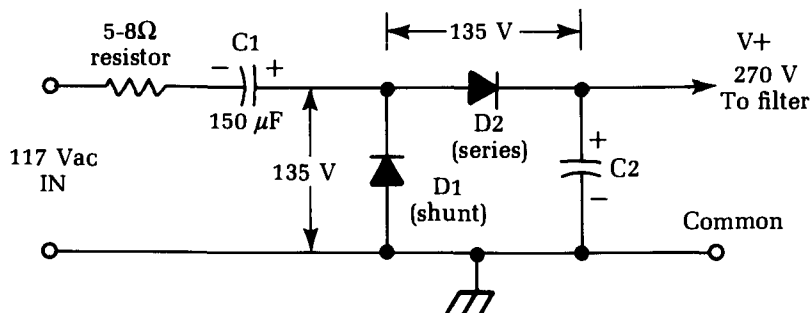 5-8Ω
resistor
C1
− +
150 μF
135 V
V+
270 V
To filter
D2
(series)
117 Vac
IN
135 V
D1
(shunt)
+
C2
−
Common